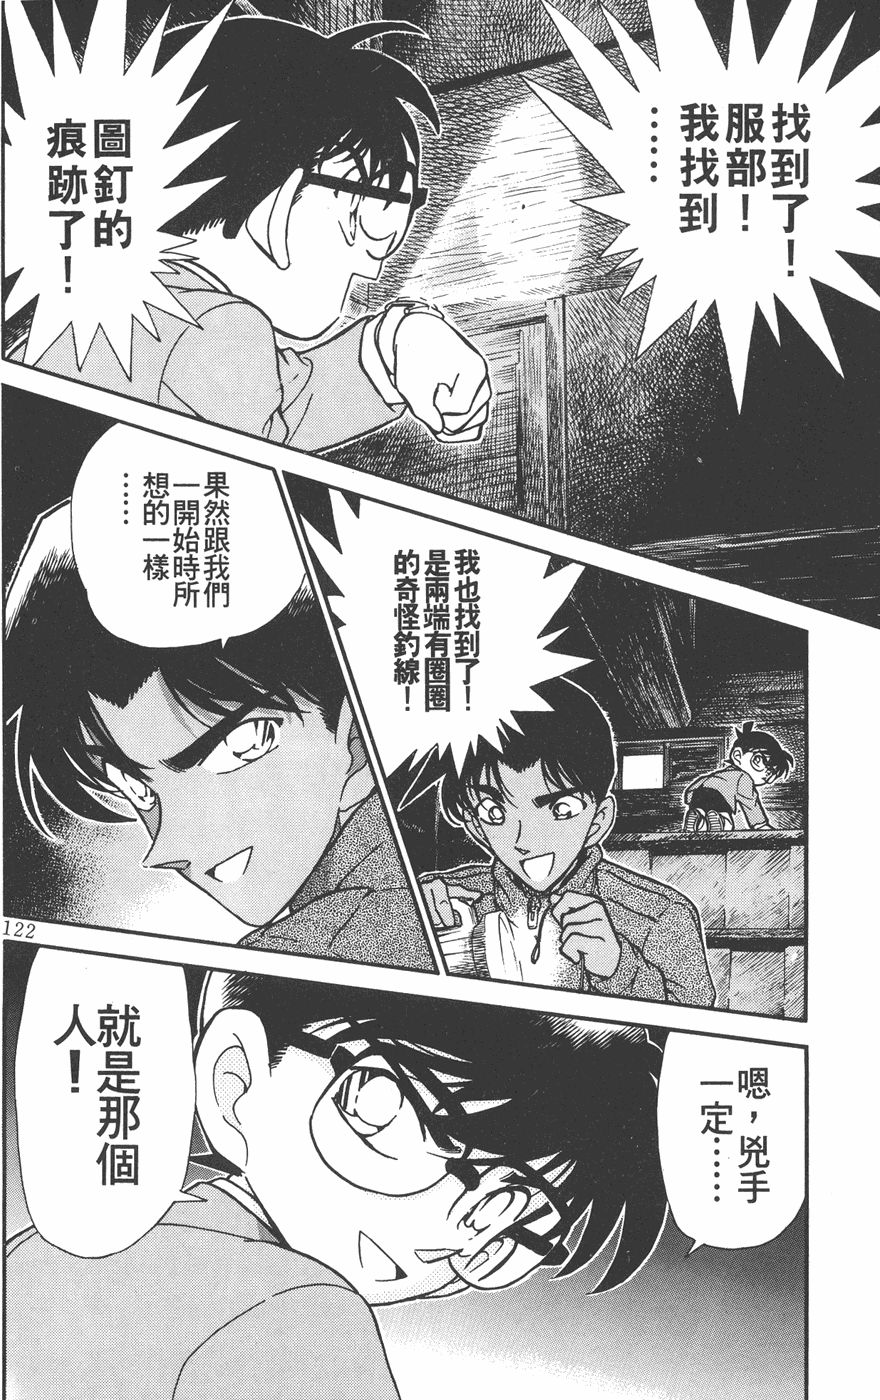 找到了！
服部！
我找到
……
圖釘的
痕跡了！
我也找到了！
是兩端有圈圈
的奇怪釣線！
果然跟我們
一開始時所
想的一樣
……
嗯，兇手
一定……
就是那個
人！
122